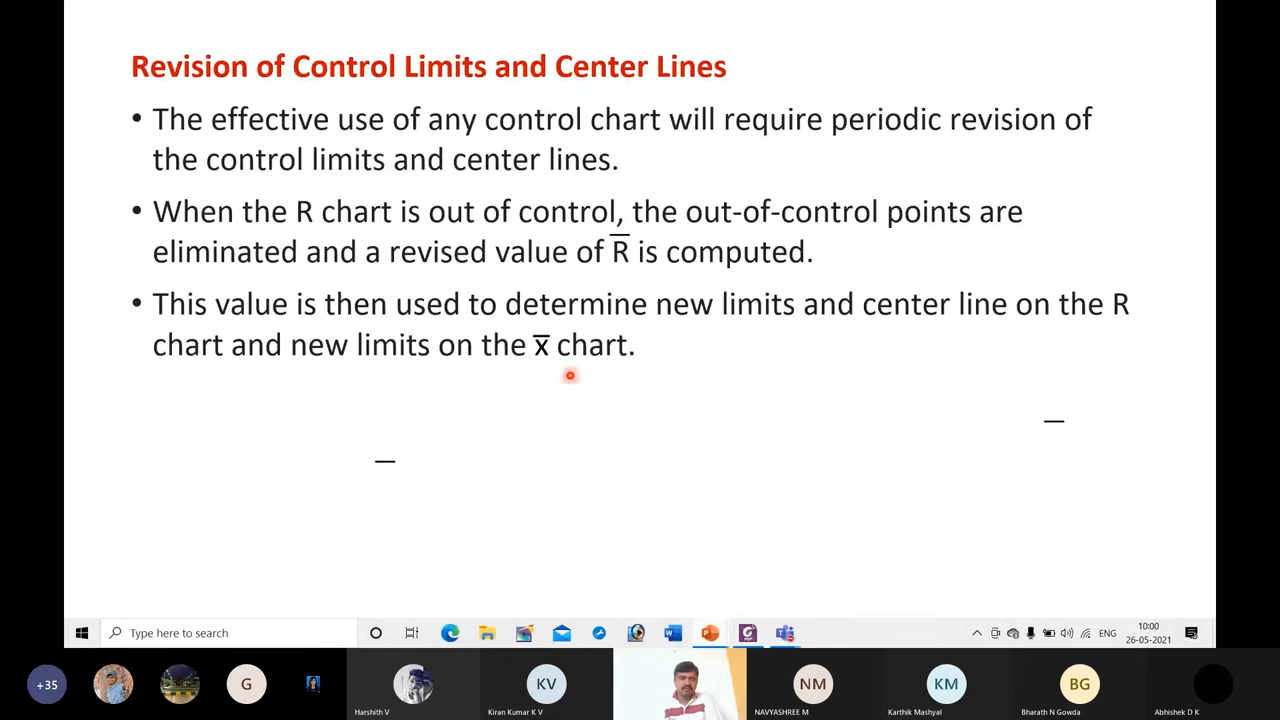 Revision of Control Limits and Center Lines
• The effective use of any control chart will require periodic revision of
the control limits and center lines.
• When the R chart is out of control, the out-of-control points are
eliminated and a revised value of R̅ is computed.
• This value is then used to determine new limits and center line on the R
chart and new limits on the x̅ chart.
Type here to search
ENG
10:00
26-05-2021
+35
G
KV
NM
KM
BG
Harshith V
Kiran Kumar K V
NAVYASHREE M
Karthik Mashyal
Bharath N Gowda
Abhishek D K